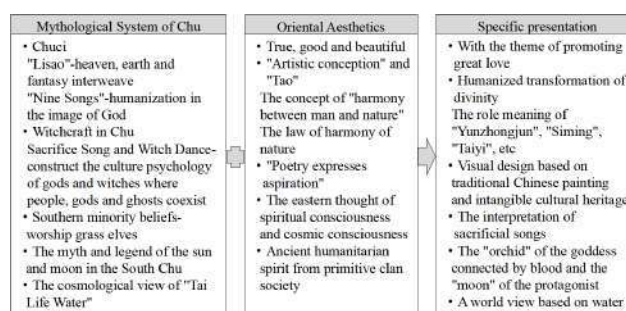 Mythological System of Chu
• Chuci
"Lisao"-heaven, earth and
fantasy interweave
"Nine Songs"-humanization in
the image of God
• Witchcraft in Chu
Sacrifice Song and Witch Dance-
construct the culture psychology
of gods and witches where
people, gods and ghosts coexist
• Southern minority beliefs-
worship grass elves
• The myth and legend of the sun
and moon in the South Chu
• The cosmological view of "Tai
Life Water"
Oriental Aesthetics
• True, good and beautiful
• "Artistic conception" and
"Tao"
The concept of "harmony
between man and nature"
The law of harmony of
nature
• "Poetry expresses
aspiration"
• The eastern thought of
spiritual consciousness
and cosmic consciousness
• Ancient humanitarian
spirit from primitive clan
society
Specific presentation
• With the theme of promoting
great love
• Humanized transformation of
divinity
The role meaning of
"Yunzhongjun", "Siming",
"Taiyi", etc
• Visual design based on
traditional Chinese painting
and intangible cultural heritage
• The interpretation of
sacrificial songs
• The "orchid" of the goddess
connected by blood and the
"moon" of the protagonist
• A world view based on water